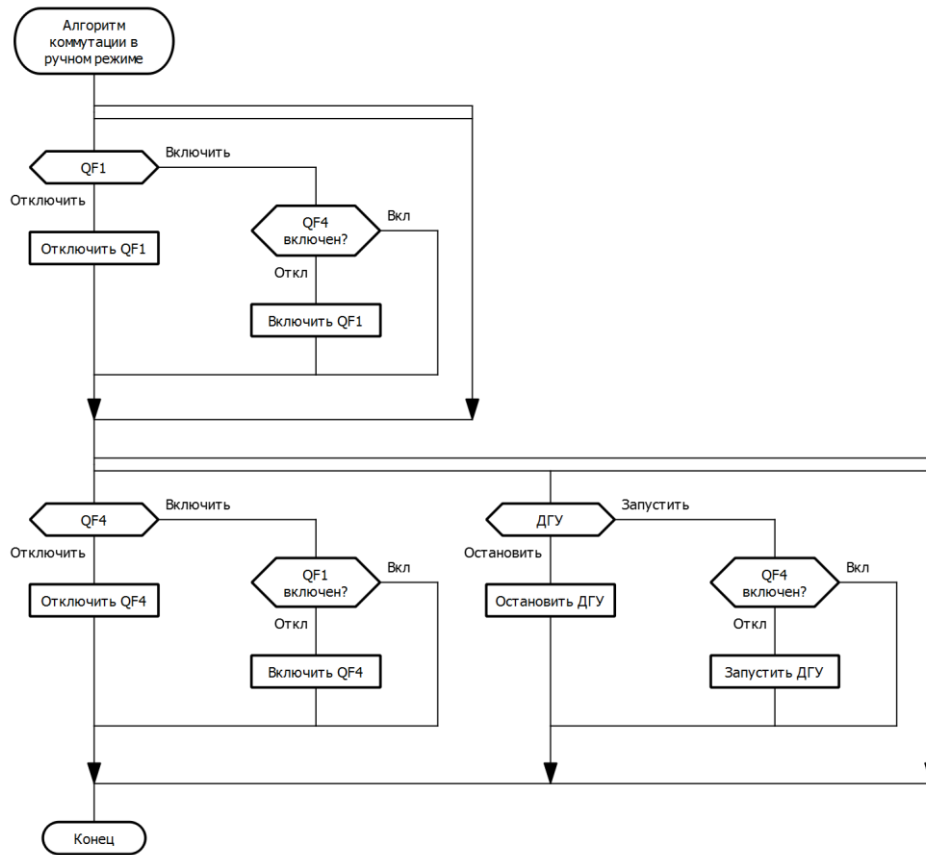 Алгоритм
коммутации в
ручном режиме
QF1
Включить
Отключить
QF4
включен?
Вкл
Отключить QF1
Откл
Включить QF1
QF4
Включить
ДГУ
Запустить
Отключить
Остановить
QF1
включен?
Вкл
QF4
включен?
Вкл
Отключить QF4
Остановить ДГУ
Откл
Откл
Включить QF4
Запустить ДГУ
Конец